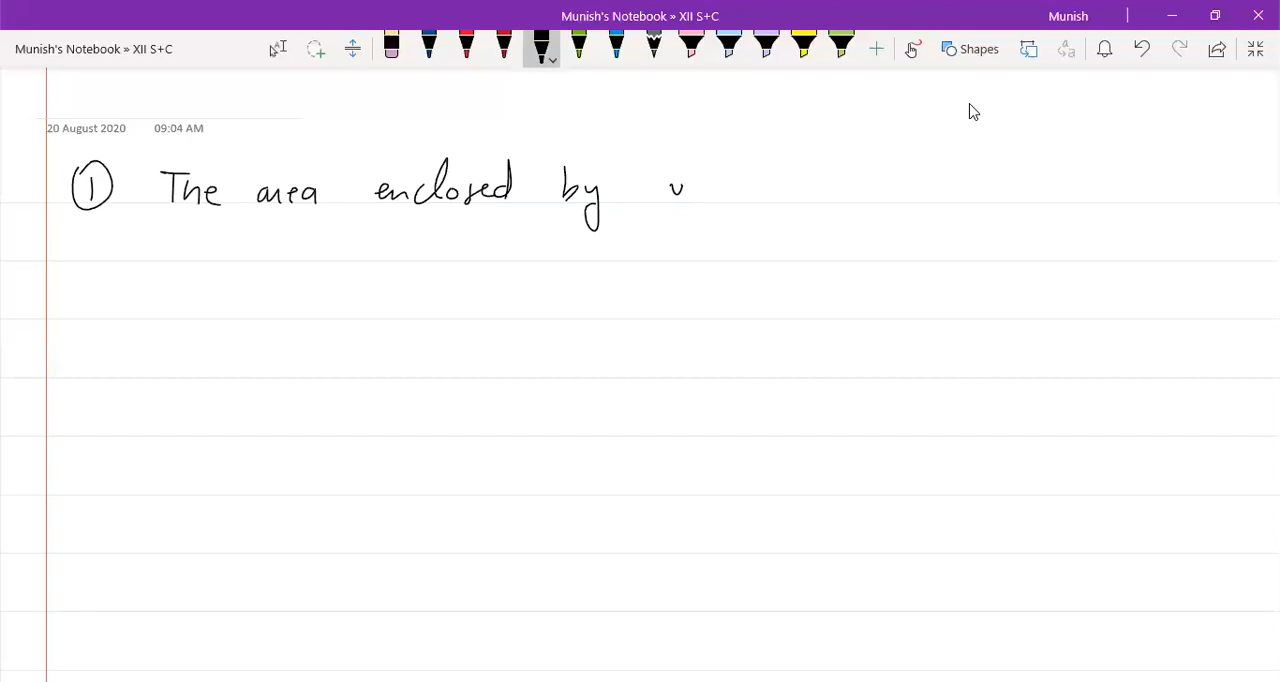 Munish's Notebook » XII S+C
Munish
Munish's Notebook » XII S+C
Shapes
20 August 2020 09:04 AM
① The area enclosed by